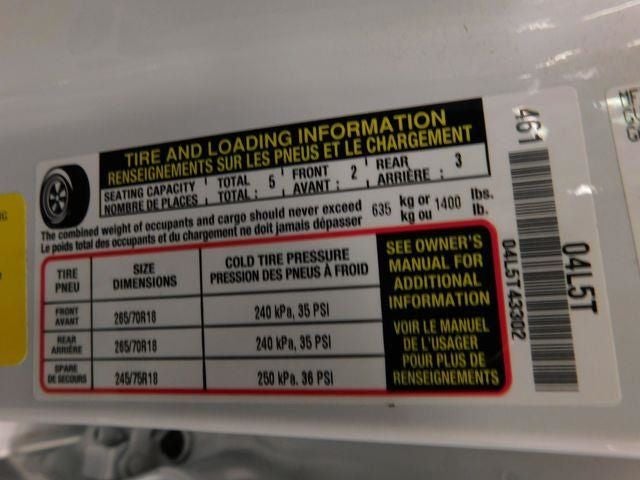 TIRE AND LOADING INFORMATION
RENSEIGNEMENTS SUR LES PNEUS ET LE CHARGEMENT
SEATING CAPACITY TOTAL : 5 FRONT : 2 REAR : 3
NOMBRE DE PLACES TOTAL AVANT ARRIÈRE
The combined weight of occupants and cargo should never exceed 635 kg or 1400 lbs.
Le poids total des occupants et du chargement ne doit jamais dépasser kg ou lb.
TIRE PNEU SIZE DIMENSIONS COLD TIRE PRESSURE PRESSION DES PNEUS À FROID
FRONT AVANT 265/70R18 240 kPa, 35 PSI
REAR ARRIÈRE 265/70R18 240 kPa, 35 PSI
SPARE DE SECOURS 245/75R18 250 kPa, 36 PSI
SEE OWNER'S
MANUAL FOR
ADDITIONAL
INFORMATION
VOIR LE MANUEL
DE L'USAGER
POUR PLUS DE
RENSEIGNEMENTS
461
04L5T433302
04L5T